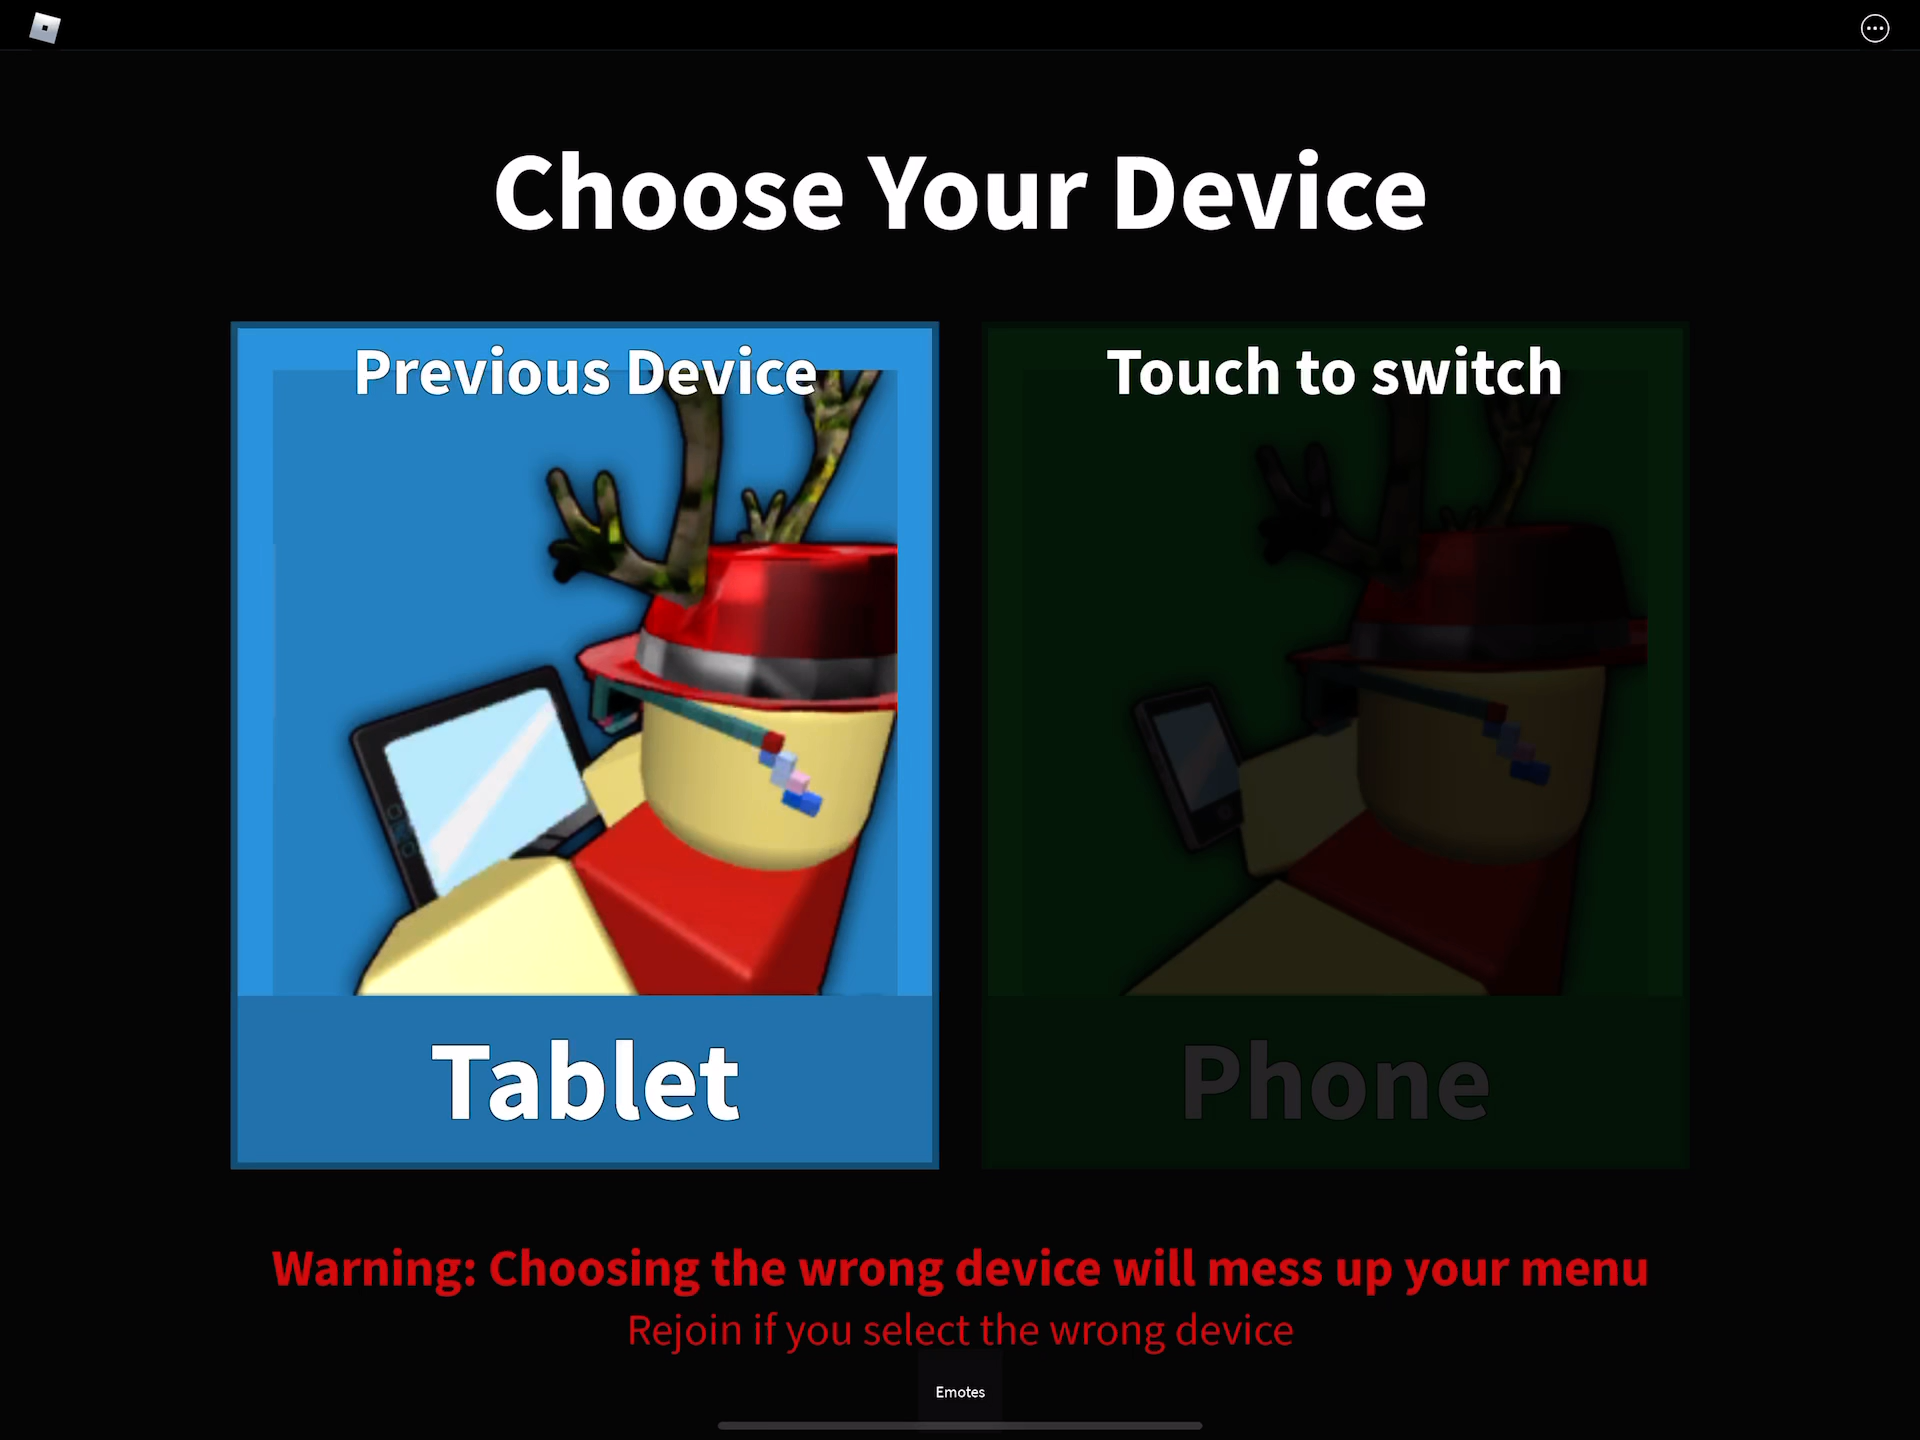 Choose Your Device
Previous Device
Touch to switch
Tablet
Phone
Warning: Choosing the wrong device will mess up your menu
Rejoin if you select the wrong device
Emotes